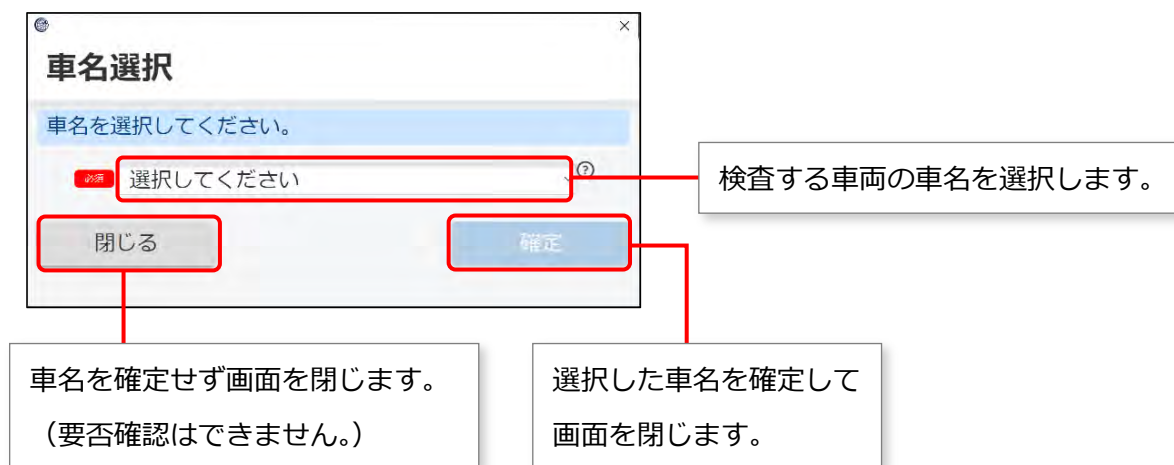 車名選択
車名を選択してください。
必須 選択してください ?
検査する車両の車名を選択します。
閉じる 確定
車名を確定せず画面を閉じます。
（要否確認はできません。）
選択した車名を確定して
画面を閉じます。